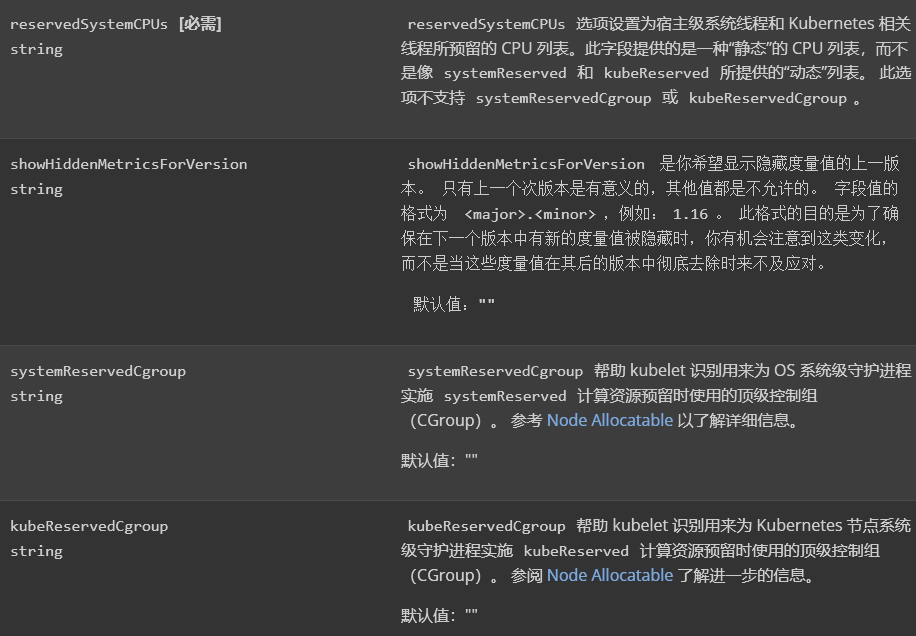 reservedSystemCPUs [必需]
string
reservedSystemCPUs 选项设置为宿主级系统线程和 Kubernetes 相关
线程所预留的 CPU 列表。此字段提供的是一种“静态”的 CPU 列表，而不
是像 systemReserved 和 kubeReserved 所提供的“动态”列表。 此选
项不支持 systemReservedCgroup 或 kubeReservedCgroup 。
showHiddenMetricsForVersion
string
showHiddenMetricsForVersion 是你希望显示隐藏度量值的上一版
本。 只有上一个次版本是有意义的，其他值都是不允许的。 字段值的
格式为 <major>.<minor> ，例如： 1.16 。 此格式的目的是为了确
保在下一个版本中有新的度量值被隐藏时，你有机会注意到这类变化，
而不是当这些度量值在其后的版本中彻底去除时来不及应对。
默认值：""
systemReservedCgroup
string
systemReservedCgroup 帮助 kubelet 识别用来为 OS 系统级守护进程
实施 systemReserved 计算资源预留时使用的顶级控制组
（CGroup）。 参考 Node Allocatable 以了解详细信息。
默认值：""
kubeReservedCgroup
string
kubeReservedCgroup 帮助 kubelet 识别用来为 Kubernetes 节点系统
级守护进程实施 kubeReserved 计算资源预留时使用的顶级控制组
（CGroup）。 参阅 Node Allocatable 了解进一步的信息。
默认值：""